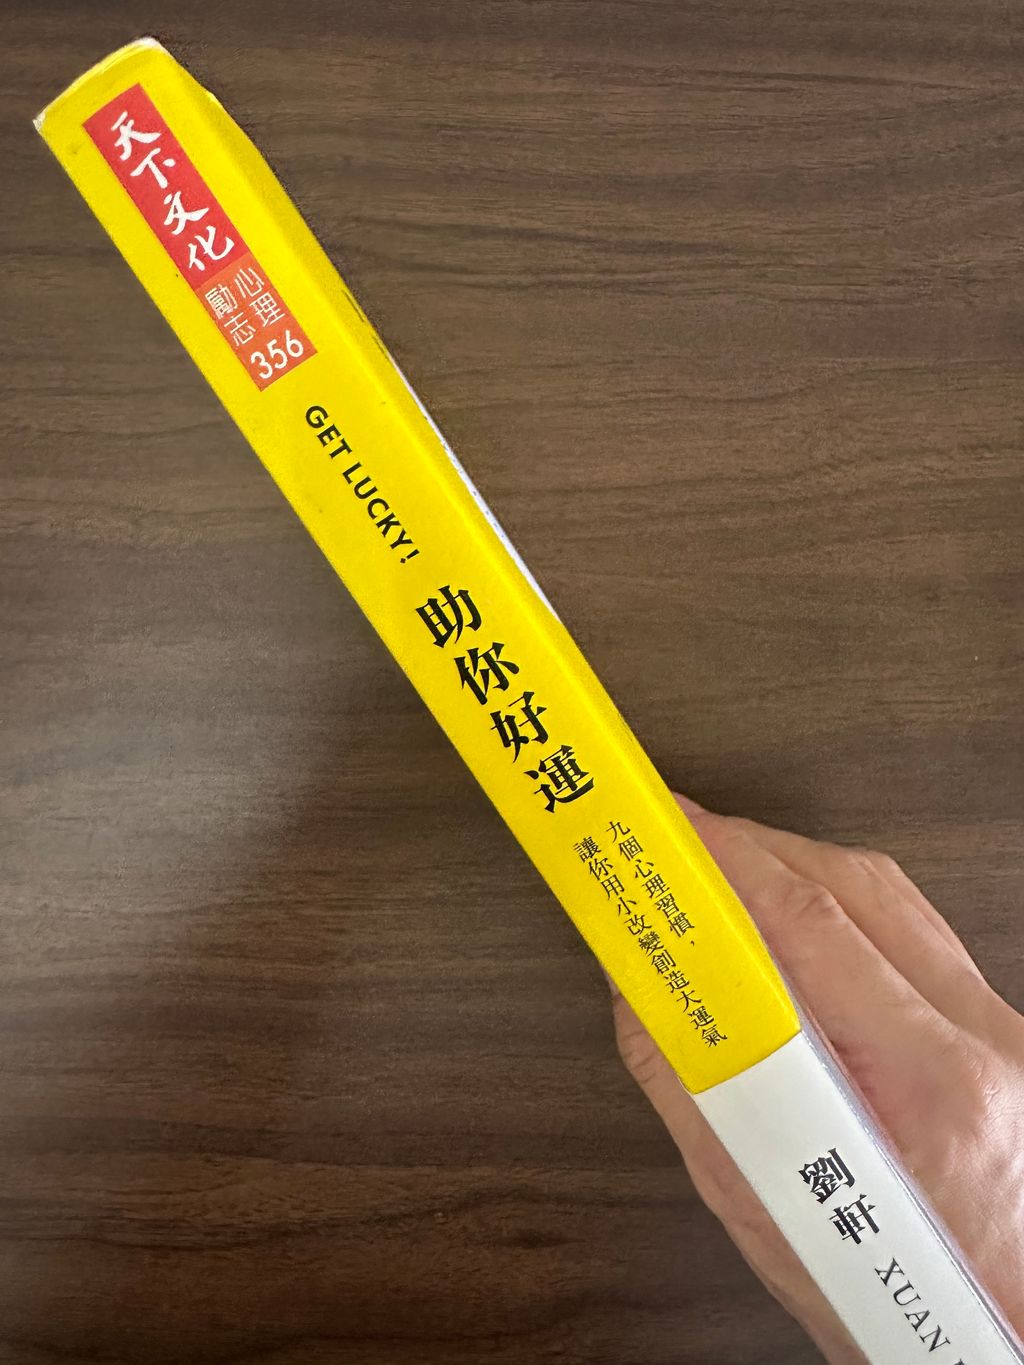 天下文化
心理
勵志
356
GET LUCKY!
助你好運
九個心理習慣，
讓你用小改變創造大運氣
劉軒
XUAN